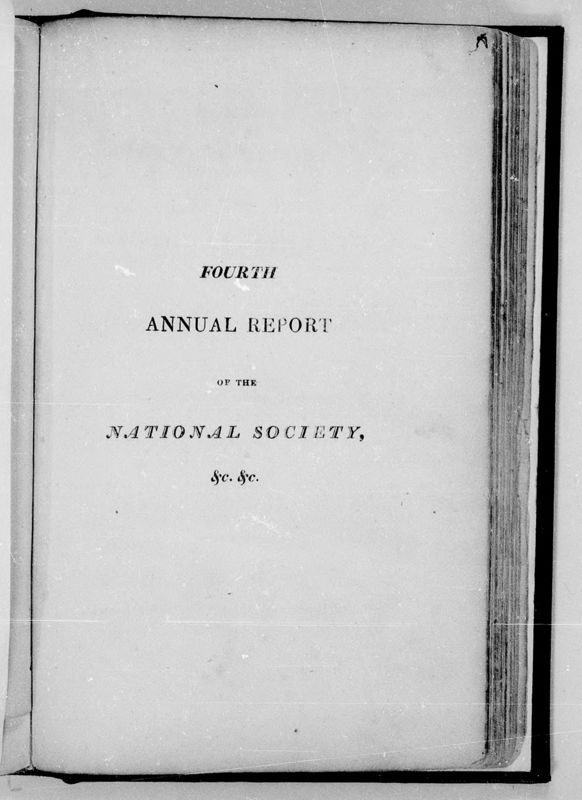 FOURTH
ANNUAL REPORT
OF THE
NATIONAL SOCIETY,
&c. &c.